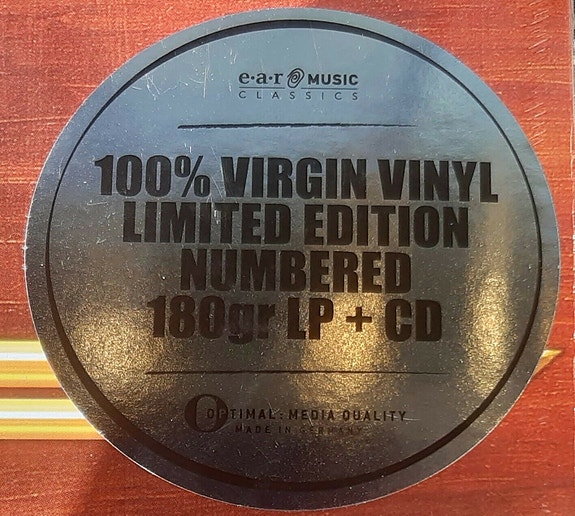 e·a·r MUSIC
CLASSICS
100% VIRGIN VINYL
LIMITED EDITION
NUMBERED
180gr LP + CD
OPTIMAL: MEDIA QUALITY
MADE IN GERMANY